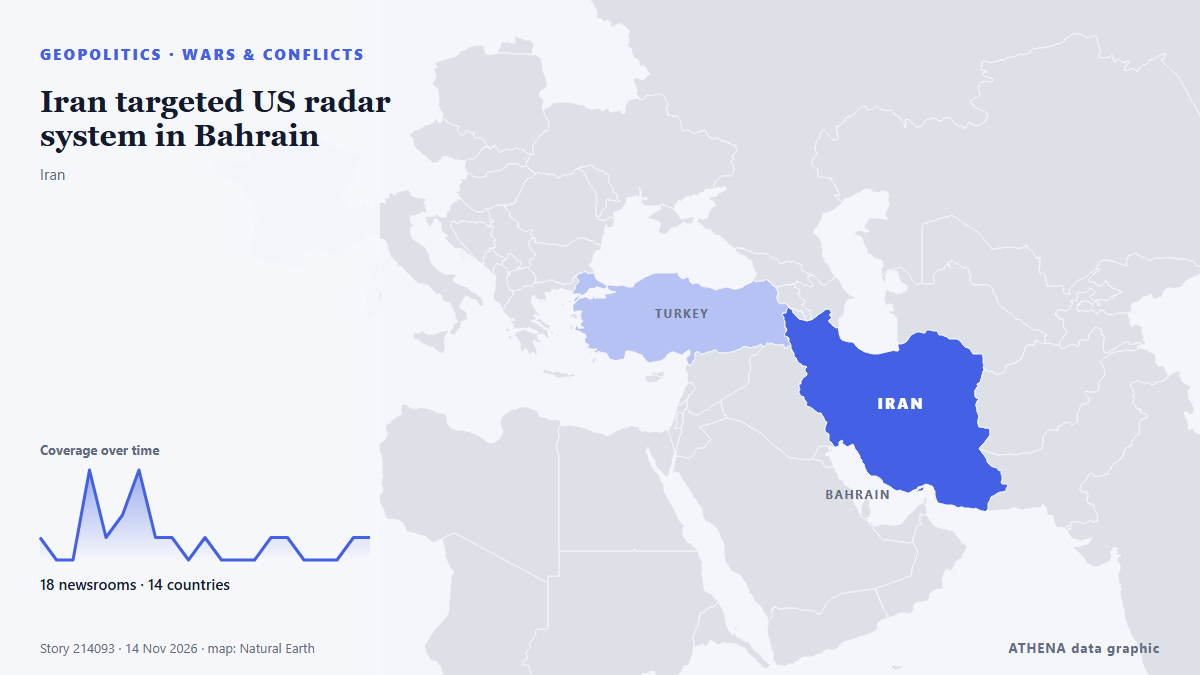 GEOPOLITICS · WARS & CONFLICTS
Iran targeted US radar
system in Bahrain
Iran
TURKEY
IRAN
BAHRAIN
Coverage over time
18 newsrooms · 14 countries
Story 214093 · 14 Nov 2026 · map: Natural Earth
ATHENA data graphic